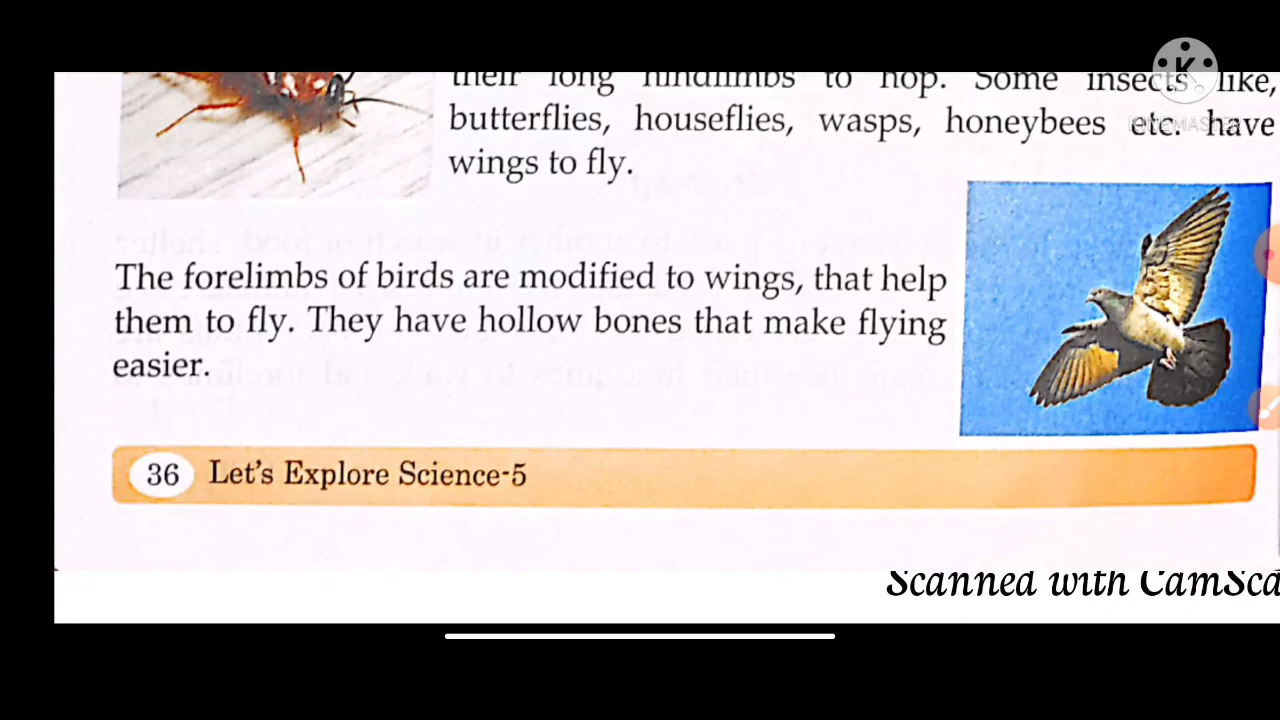 their long hindlimbs to hop. Some insects like,
butterflies, houseflies, wasps, honeybees etc. have
wings to fly.
The forelimbs of birds are modified to wings, that help
them to fly. They have hollow bones that make flying
easier.
36 Let's Explore Science-5
Scanned with CamSca
K
KINEMASTER